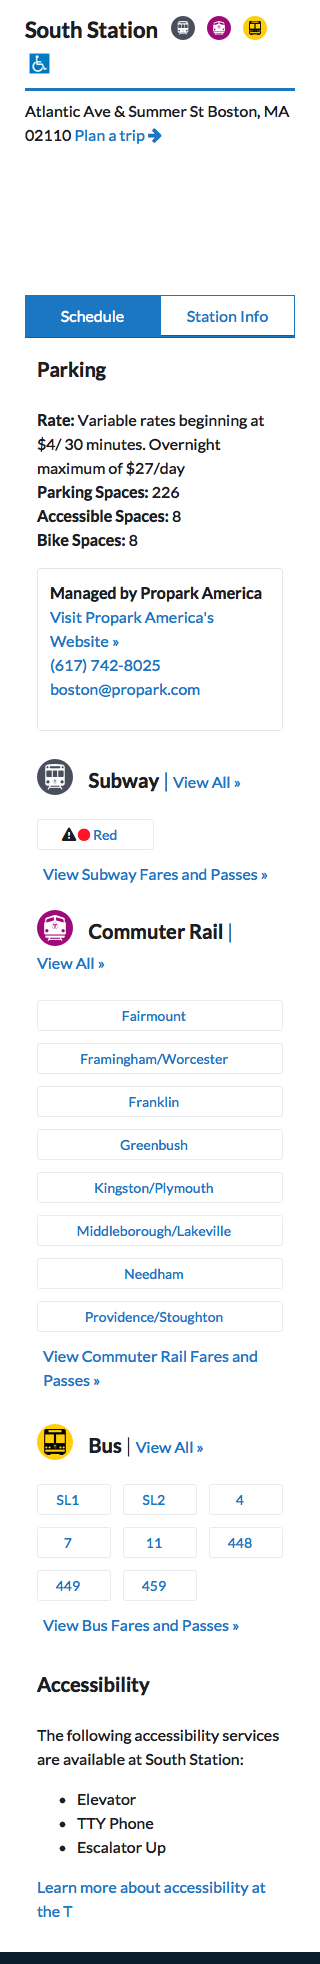 South Station
Atlantic Ave & Summer St Boston, MA
02110 Plan a trip
Schedule
Station Info
Parking
Rate: Variable rates beginning at
$4/ 30 minutes. Overnight
maximum of $27/day
Parking Spaces: 226
Accessible Spaces: 8
Bike Spaces: 8
Managed by Propark America
Visit Propark America's
Website »
(617) 742-8025
boston@propark.com
Subway | View All »
Red
View Subway Fares and Passes »
Commuter Rail |
View All »
Fairmount
Framingham/Worcester
Franklin
Greenbush
Kingston/Plymouth
Middleborough/Lakeville
Needham
Providence/Stoughton
View Commuter Rail Fares and
Passes »
Bus | View All »
SL1 SL2 4
7 11 448
449 459
View Bus Fares and Passes »
Accessibility
The following accessibility services
are available at South Station:
• Elevator
• TTY Phone
• Escalator Up
Learn more about accessibility at
the T